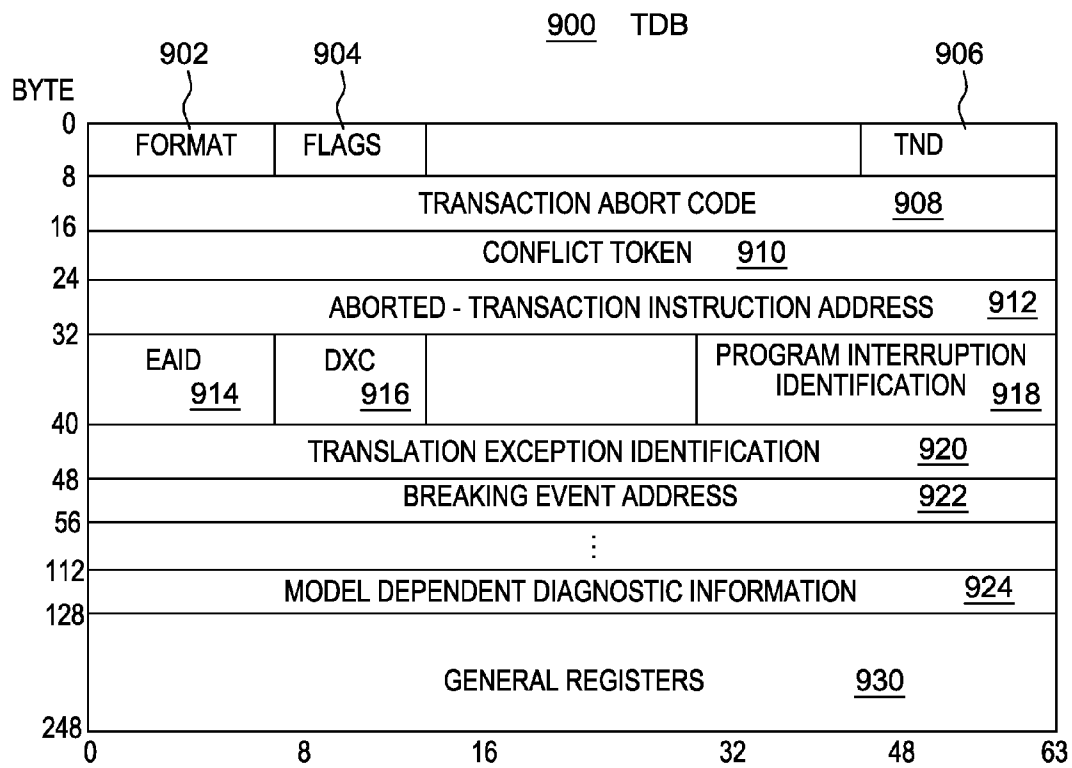 900 TDB
902 904 906
BYTE
0
FORMAT FLAGS TND
8
TRANSACTION ABORT CODE 908
16
CONFLICT TOKEN 910
24
ABORTED - TRANSACTION INSTRUCTION ADDRESS 912
32
EAID 914 DXC 916 PROGRAM INTERRUPTION
IDENTIFICATION 918
40
TRANSLATION EXCEPTION IDENTIFICATION 920
48
BREAKING EVENT ADDRESS 922
56
⋮
112
MODEL DEPENDENT DIAGNOSTIC INFORMATION 924
128
GENERAL REGISTERS 930
248
0 8 16 32 48 63